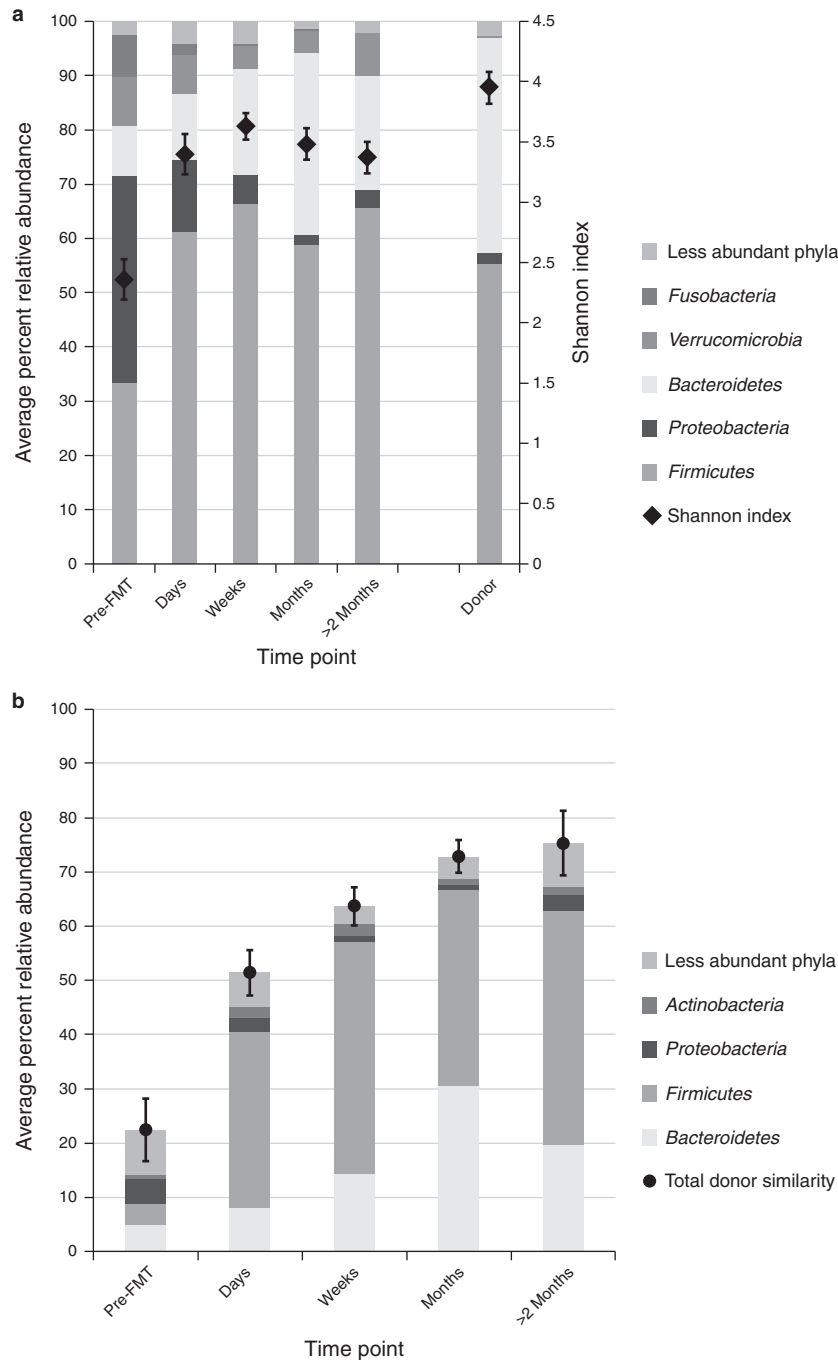 a
Average percent relative abundance
100
90
80
70
60
50
40
30
20
10
0
4.5
4
3.5
3
2.5
2
1.5
1
0.5
0
Shannon index
Pre-FMT
Days
Weeks
Months
>2 Months
Donor
Time point
Less abundant phyla
Fusobacteria
Verrucomicrobia
Bacteroidetes
Proteobacteria
Firmicutes
Shannon index
b
Average percent relative abundance
100
90
80
70
60
50
40
30
20
10
0
Pre-FMT
Days
Weeks
Months
>2 Months
Time point
Less abundant phyla
Actinobacteria
Proteobacteria
Firmicutes
Bacteroidetes
Total donor similarity